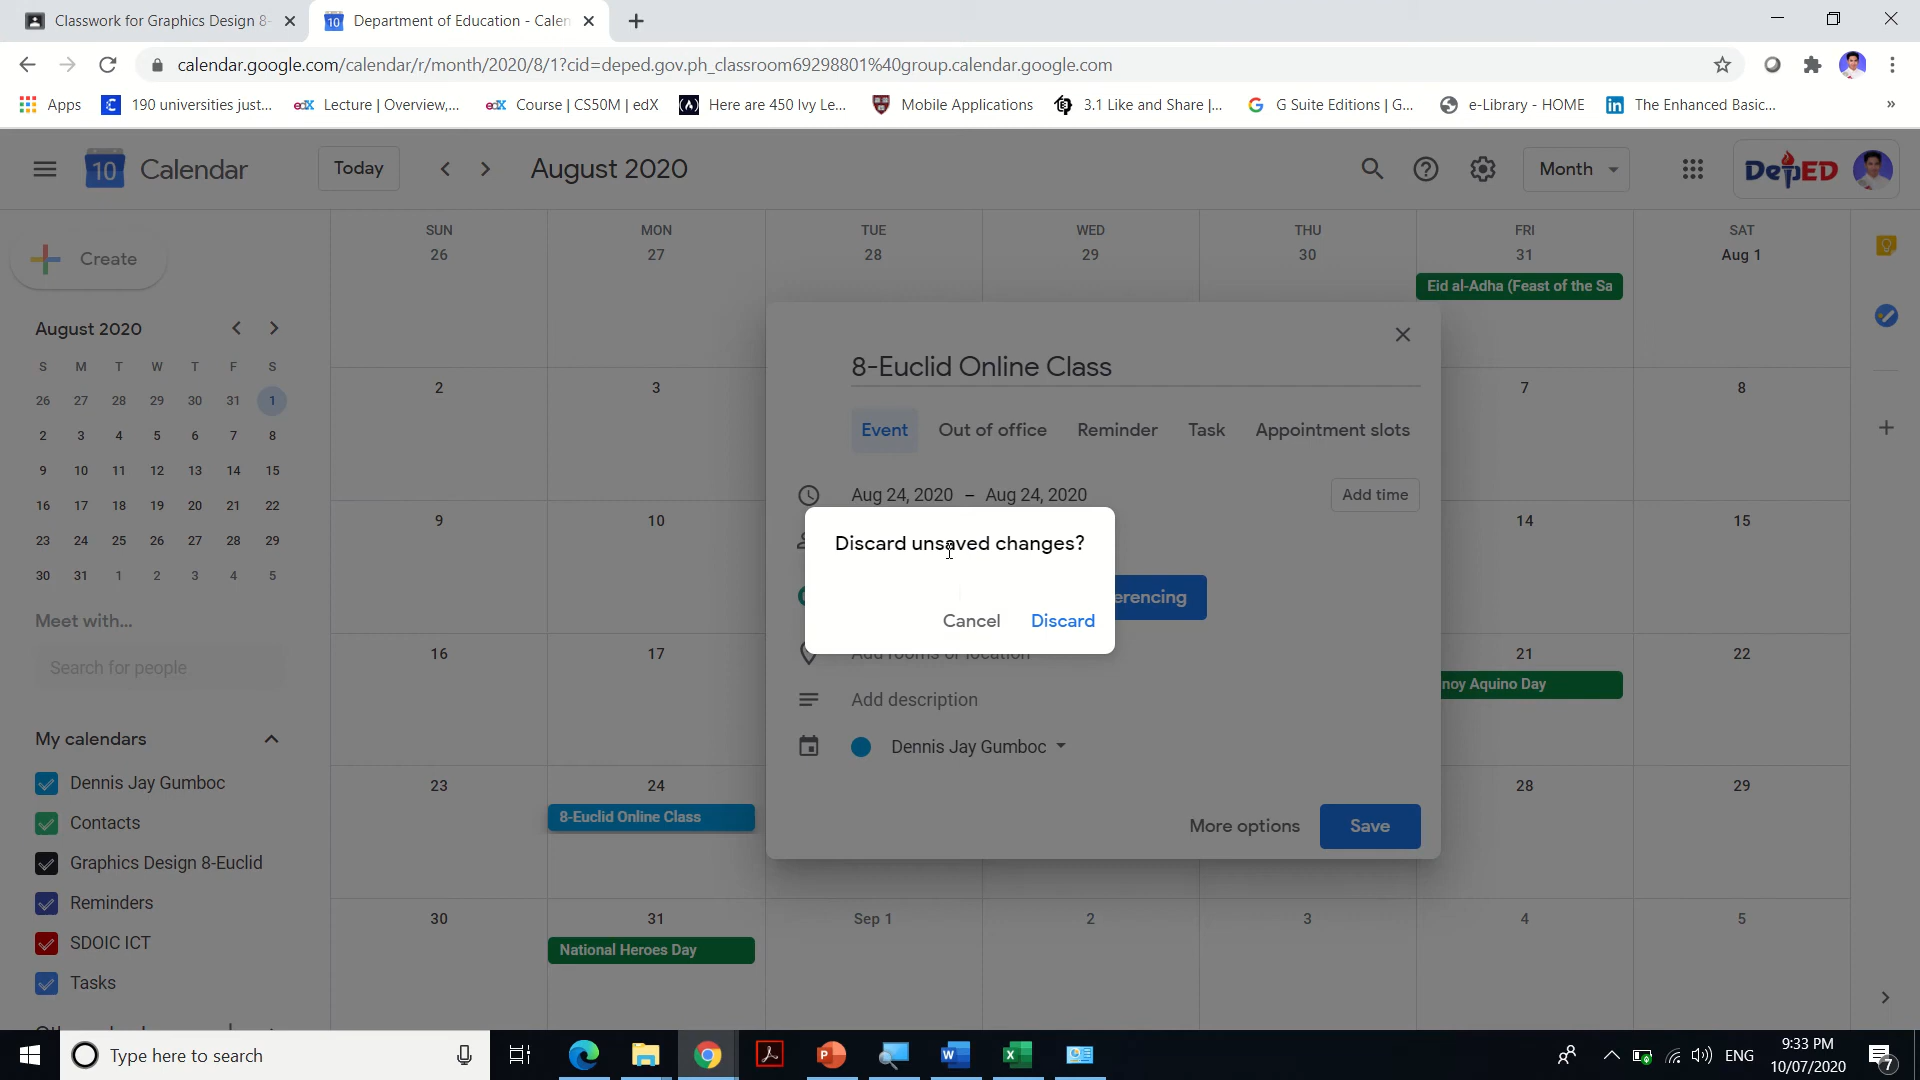 Classwork for Graphics Design 8-
Department of Education - Calen
calendar.google.com/calendar/r/month/2020/8/1?cid=deped.gov.ph_classroom69298801%40group.calendar.google.com
Apps
190 universities just...
Lecture | Overview,...
Course | CS50M | edX
Here are 450 Ivy Le...
Mobile Applications
3.1 Like and Share |...
G Suite Editions | G...
e-Library - HOME
The Enhanced Basic...
10 Calendar
Today
August 2020
Month
DepED
Create
August 2020
S M T W T F S
26 27 28 29 30 31 1
2 3 4 5 6 7 8
9 10 11 12 13 14 15
16 17 18 19 20 21 22
23 24 25 26 27 28 29
30 31 1 2 3 4 5
Meet with...
Search for people
My calendars
Dennis Jay Gumboc
Contacts
Graphics Design 8-Euclid
Reminders
SDOIC ICT
Tasks
SUN MON TUE WED THU FRI SAT
26 27 28 29 30 31 Aug 1
Eid al-Adha (Feast of the Sa
2 3 7 8
9 10 14 15
16 17 21 22
noy Aquino Day
23 24 28 29
8-Euclid Online Class
30 31 Sep 1 2 3 4 5
National Heroes Day
8-Euclid Online Class
Event Out of office Reminder Task Appointment slots
Aug 24, 2020 – Aug 24, 2020
Add time
Discard unsaved changes?
Cancel Discard
erencing
Add rooms or location
Add description
Dennis Jay Gumboc
More options Save
Type here to search
ENG
9:33 PM
10/07/2020
7